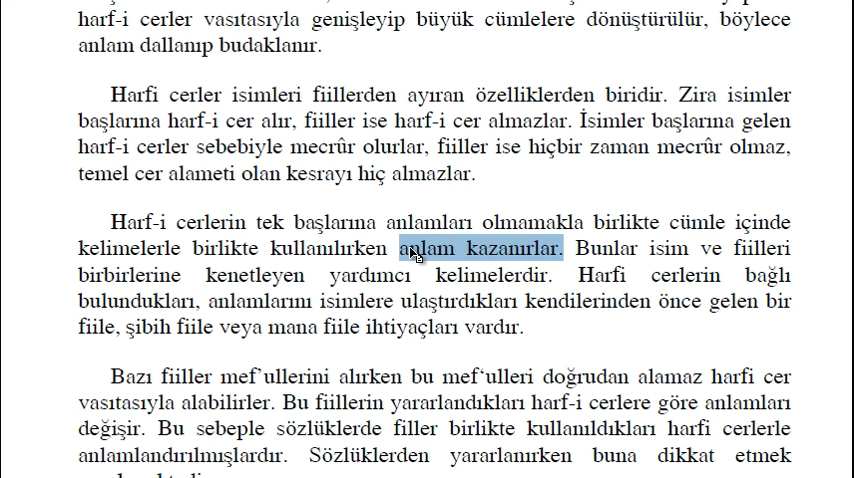 harf-i cerler vasıtasıyla genişleyip büyük cümlelere dönüştürülür, böylece
anlam dallanıp budaklanır.
Harfi cerler isimleri fiillerden ayıran özelliklerden biridir. Zira isimler
başlarına harf-i cer alır, fiiller ise harf-i cer almazlar. İsimler başlarına gelen
harf-i cerler sebebiyle mecrûr olurlar, fiiller ise hiçbir zaman mecrûr olmaz,
temel cer alameti olan kesrayı hiç almazlar.
Harf-i cerlerin tek başlarına anlamları olmamakla birlikte cümle içinde
kelimelerle birlikte kullanılırken anlam kazanırlar. Bunlar isim ve fiilleri
birbirlerine kenetleyen yardımcı kelimelerdir. Harfi cerlerin bağlı
bulundukları, anlamlarını isimlere ulaştırdıkları kendilerinden önce gelen bir
fiile, şibih fiile veya mana fiile ihtiyaçları vardır.
Bazı fiiller mef’ullerini alırken bu mef‘ulleri doğrudan alamaz harfi cer
vasıtasıyla alabilirler. Bu fiillerin yararlandıkları harf-i cerlere göre anlamları
değişir. Bu sebeple sözlüklerde filler birlikte kullanıldıkları harfi cerlerle
anlamlandırılmışlardır. Sözlüklerden yararlanırken buna dikkat etmek